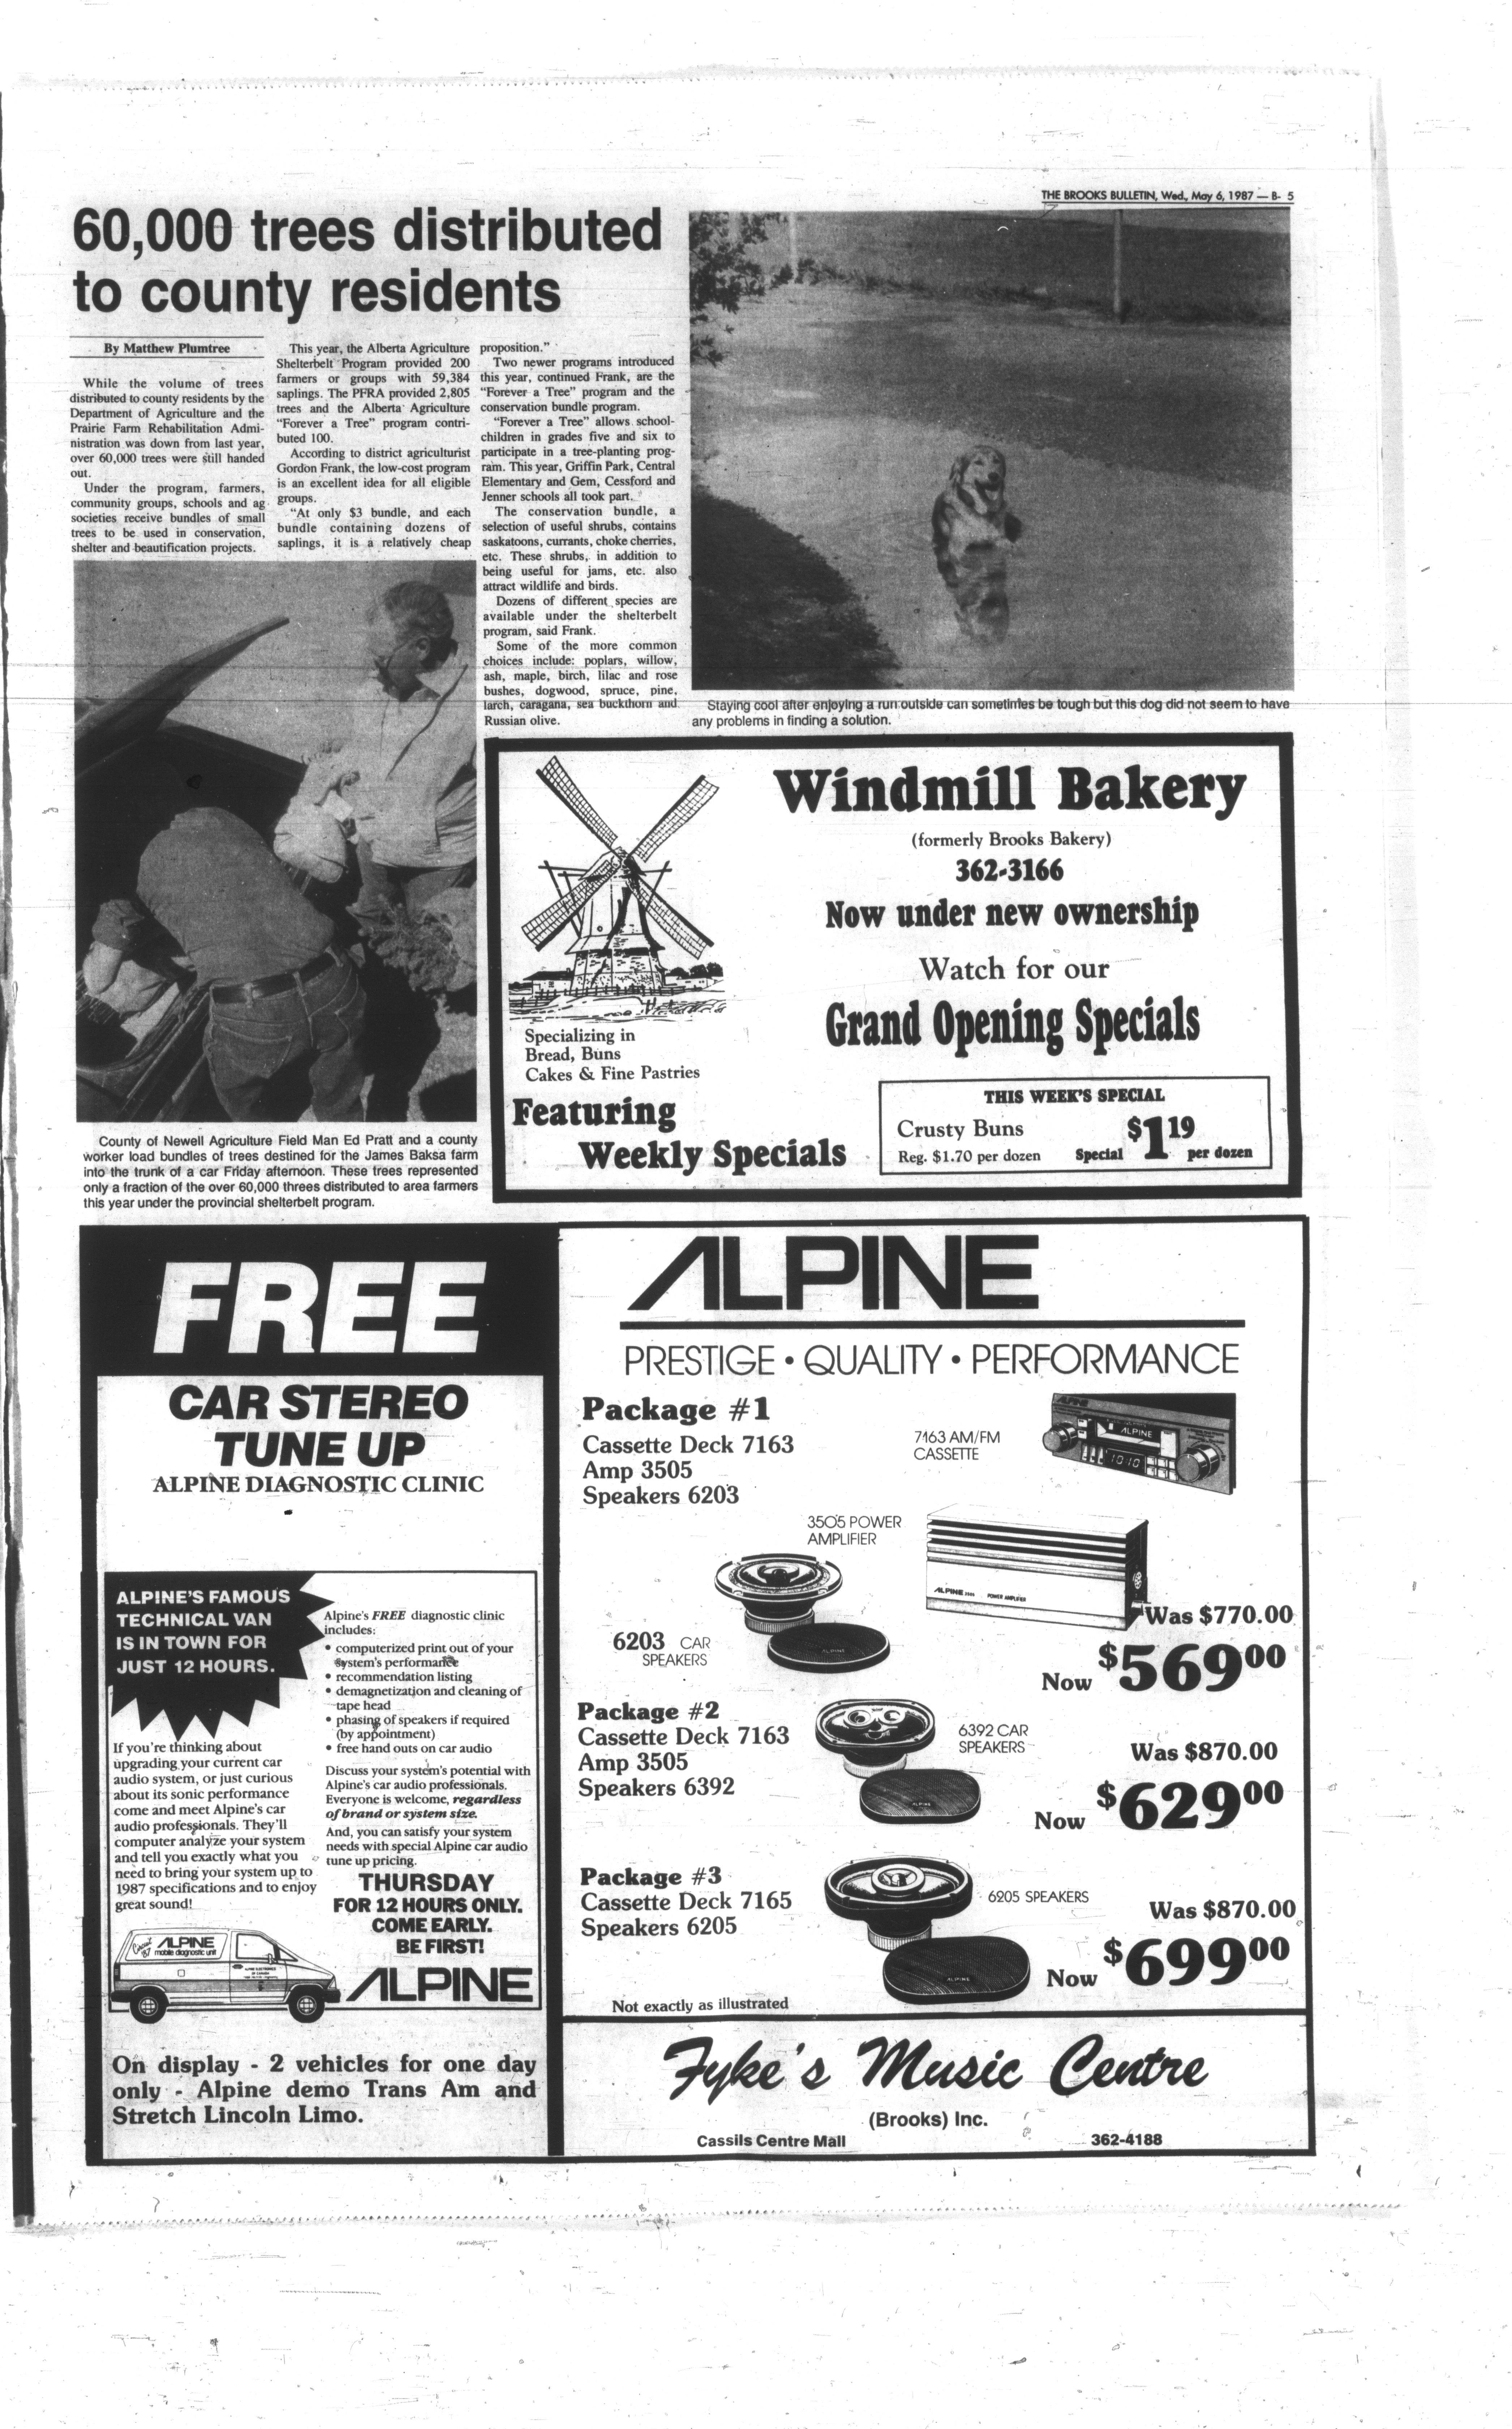 THE BROOKS BULLETIN, Wed., May 6, 1987 — B- 5
60,000 trees distributed
to county residents
By Matthew Plumtree
While the volume of trees
distributed to county residents by the
Department of Agriculture and the
Prairie Farm Rehabilitation Admi-
nistration was down from last year,
over 60,000 trees were still handed
out.
Under the program, farmers,
community groups, schools and ag
societies receive bundles of small
trees to be used in conservation,
shelter and beautification projects.
This year, the Alberta Agriculture
Shelterbelt Program provided 200
farmers or groups with 59,384
saplings. The PFRA provided 2,805
trees and the Alberta Agriculture
"Forever a Tree" program contri-
buted 100.
According to district agriculturist
Gordon Frank, the low-cost program
is an excellent idea for all eligible
groups.
"At only $3 bundle, and each
bundle containing dozens of
saplings, it is a relatively cheap
proposition."
Two newer programs introduced
this year, continued Frank, are the
"Forever a Tree" program and the
conservation bundle program.
"Forever a Tree" allows school-
children in grades five and six to
participate in a tree-planting prog-
ram. This year, Griffin Park, Central
Elementary and Gem, Cessford and
Jenner schools all took part.
The conservation bundle, a
selection of useful shrubs, contains
saskatoons, currants, choke cherries,
etc. These shrubs, in addition to
being useful for jams, etc. also
attract wildlife and birds.
Dozens of different species are
available under the shelterbelt
program, said Frank.
Some of the more common
choices include: poplars, willow,
ash, maple, birch, lilac and rose
bushes, dogwood, spruce, pine,
larch, caragana, sea buckthorn and
Russian olive.
Staying cool after enjoying a run outside can sometimes be tough but this dog did not seem to have
any problems in finding a solution.
County of Newell Agriculture Field Man Ed Pratt and a county
worker load bundles of trees destined for the James Baksa farm
into the trunk of a car Friday afternoon. These trees represented
only a fraction of the over 60,000 threes distributed to area farmers
this year under the provincial shelterbelt program.
Windmill Bakery
(formerly Brooks Bakery)
362-3166
Now under new ownership
Watch for our
Grand Opening Specials
Specializing in
Bread, Buns
Cakes & Fine Pastries
Featuring
Weekly Specials
THIS WEEK'S SPECIAL
Crusty Buns
Reg. $1.70 per dozen
Special $1.19 per dozen
FREE
CAR STEREO
TUNE UP
ALPINE DIAGNOSTIC CLINIC
ALPINE'S FAMOUS
TECHNICAL VAN
IS IN TOWN FOR
JUST 12 HOURS.
If you're thinking about
upgrading your current car
audio system, or just curious
about its sonic performance
come and meet Alpine's car
audio professionals. They'll
computer analyze your system
and tell you exactly what you
need to bring your system up to
1987 specifications and to enjoy
great sound!
Alpine's FREE diagnostic clinic
includes:
• computerized print out of your
system's performance
• recommendation listing
• demagnetization and cleaning of
tape head
• phasing of speakers if required
(by appointment)
• free hand outs on car audio
Discuss your system's potential with
Alpine's car audio professionals.
Everyone is welcome, regardless
of brand or system size.
And, you can satisfy your system
needs with special Alpine car audio
tune up pricing.
THURSDAY
FOR 12 HOURS ONLY.
COME EARLY.
BE FIRST!
ALPINE
ALPINE
mobile diagnostic unit
On display - 2 vehicles for one day
only - Alpine demo Trans Am and
Stretch Lincoln Limo.
ALPINE
PRESTIGE • QUALITY • PERFORMANCE
Package #1
Cassette Deck 7163
Amp 3505
Speakers 6203
7163 AM/FM
CASSETTE
ALPINE
ALPINE
10:10
3505 POWER
AMPLIFIER
ALPINE 3505 POWER AMPLIFIER
6203 CAR
SPEAKERS
ALPINE
Was $770.00
Now $569.00
Package #2
Cassette Deck 7163
Amp 3505
Speakers 6392
6392 CAR
SPEAKERS
ALPINE
Was $870.00
Now $629.00
Package #3
Cassette Deck 7165
Speakers 6205
6205 SPEAKERS
ALPINE
Was $870.00
Now $699.00
Not exactly as illustrated
Fyke's Music Centre
(Brooks) Inc.
Cassils Centre Mall
362-4188